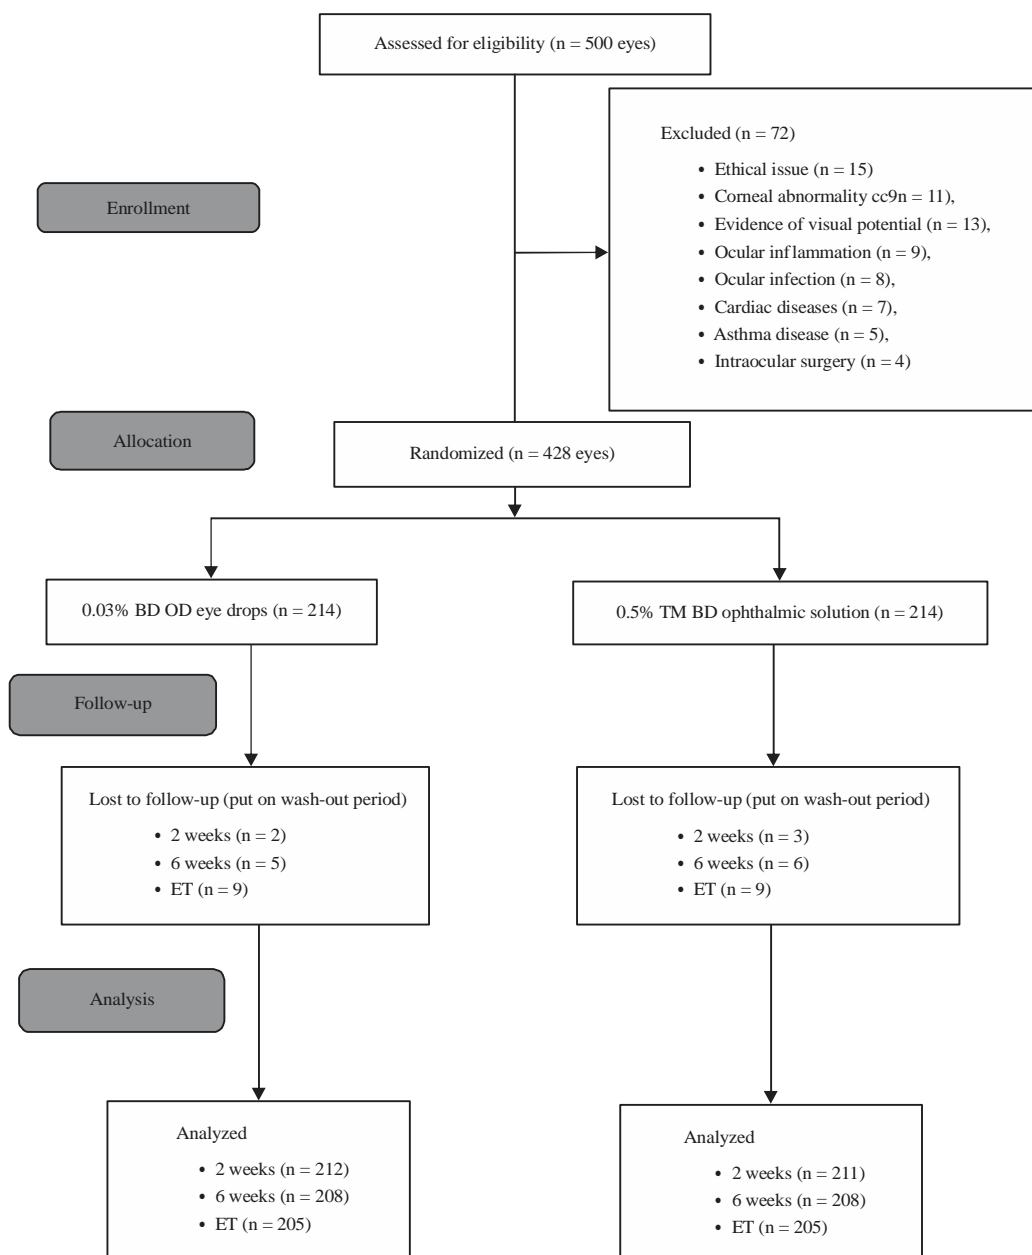 Assessed for eligibility (n = 500 eyes)
Excluded (n = 72)
• Ethical issue (n = 15)
• Corneal abnormality cc9n = 11),
• Evidence of visual potential (n = 13),
• Ocular inflammation (n = 9),
• Ocular infection (n = 8),
• Cardiac diseases (n = 7),
• Asthma disease (n = 5),
• Intraocular surgery (n = 4)
Enrollment
Allocation
Randomized (n = 428 eyes)
0.03% BD OD eye drops (n = 214)
0.5% TM BD ophthalmic solution (n = 214)
Follow-up
Lost to follow-up (put on wash-out period)
• 2 weeks (n = 2)
• 6 weeks (n = 5)
• ET (n = 9)
Lost to follow-up (put on wash-out period)
• 2 weeks (n = 3)
• 6 weeks (n = 6)
• ET (n = 9)
Analysis
Analyzed
• 2 weeks (n = 212)
• 6 weeks (n = 208)
• ET (n = 205)
Analyzed
• 2 weeks (n = 211)
• 6 weeks (n = 208)
• ET (n = 205)